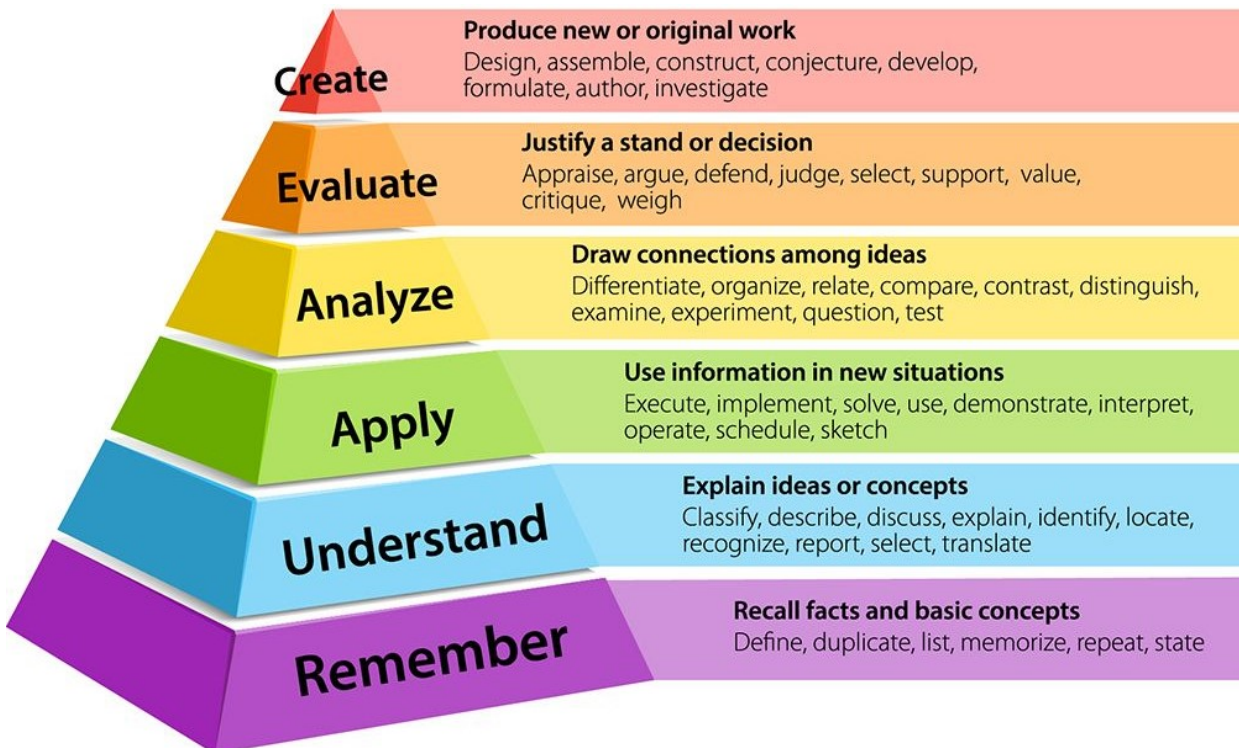 Create
Produce new or original work
Design, assemble, construct, conjecture, develop,
formulate, author, investigate
Evaluate
Justify a stand or decision
Appraise, argue, defend, judge, select, support, value,
critique, weigh
Analyze
Draw connections among ideas
Differentiate, organize, relate, compare, contrast, distinguish,
examine, experiment, question, test
Apply
Use information in new situations
Execute, implement, solve, use, demonstrate, interpret,
operate, schedule, sketch
Understand
Explain ideas or concepts
Classify, describe, discuss, explain, identify, locate,
recognize, report, select, translate
Remember
Recall facts and basic concepts
Define, duplicate, list, memorize, repeat, state